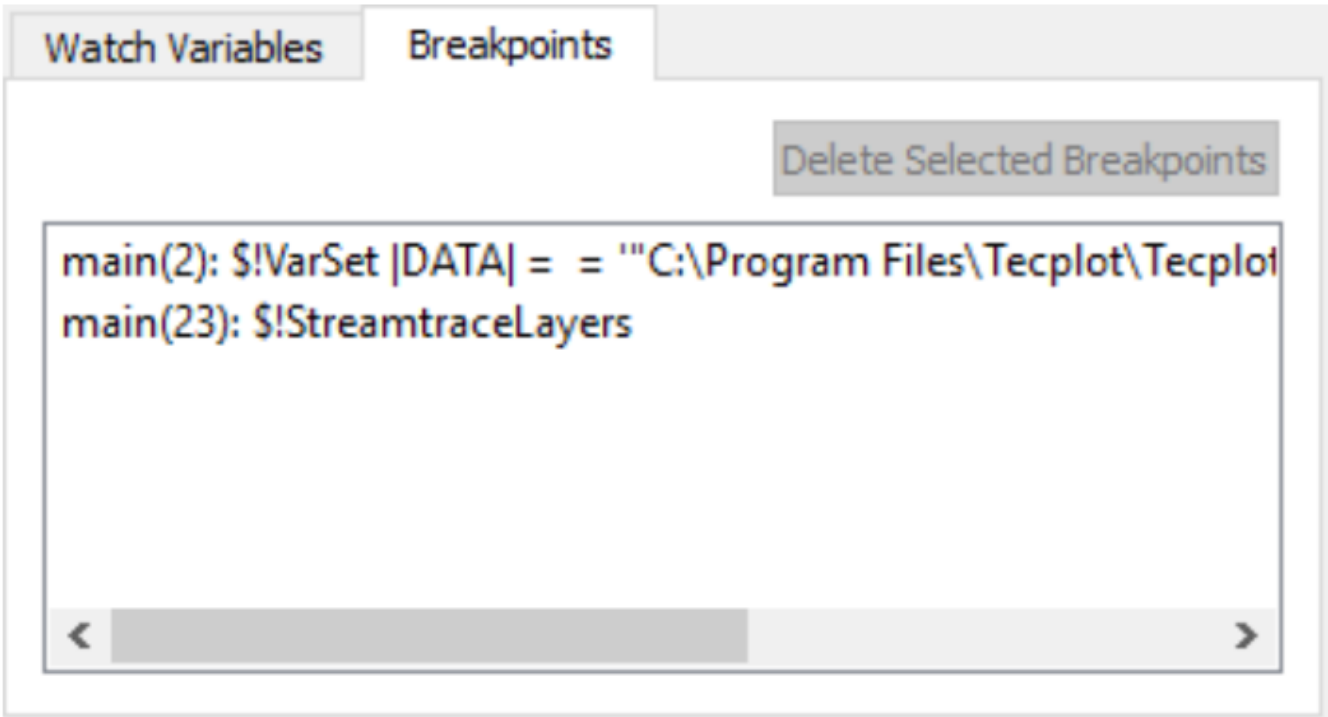 Watch Variables
Breakpoints
Delete Selected Breakpoints
main(2): $!VarSet |DATA| =  = '"C:\Program Files\Tecplot\Tecplot
main(23): $!StreamtraceLayers